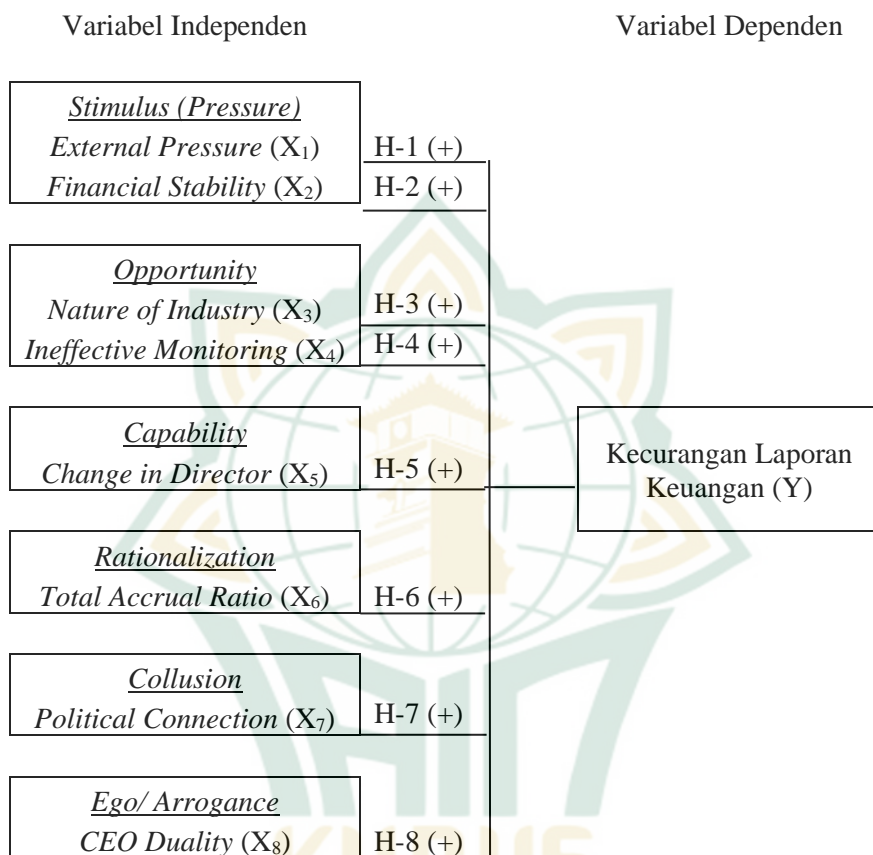 Variabel Independen
Variabel Dependen
Stimulus (Pressure)
External Pressure (X₁)
Financial Stability (X₂)
H-1 (+)
H-2 (+)
Opportunity
Nature of Industry (X₃)
Ineffective Monitoring (X₄)
H-3 (+)
H-4 (+)
Capability
Change in Director (X₅)
H-5 (+)
Kecurangan Laporan
Keuangan (Y)
Rationalization
Total Accrual Ratio (X₆)
H-6 (+)
Collusion
Political Connection (X₇)
H-7 (+)
Ego/ Arrogance
CEO Duality (X₈)
H-8 (+)
IAIN
KUDUS